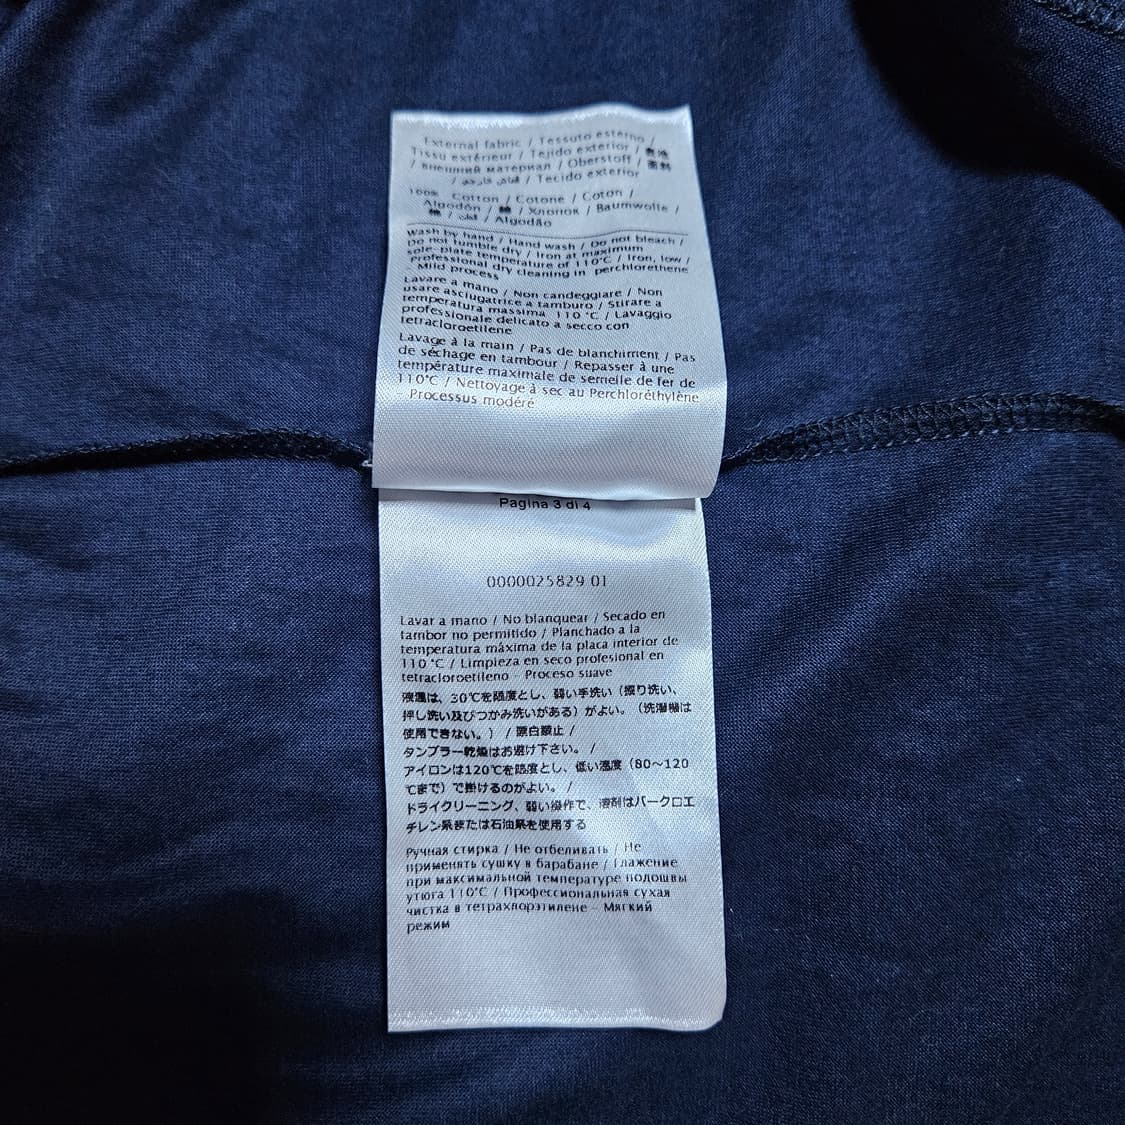 External fabric / Tessuto esterno /
Tissu extérieur / Tejido exterior / 表地
/ внешний материал / Oberstoff / 面料
/ قماش خارجي / Tecido exterior
100% Cotton / Cotone / Coton /
Algodón / 綿 / Хлопок / Baumwolle /
棉 / قطن / Algodão
Wash by hand / Hand wash / Do not bleach /
Do not tumble dry / Iron at maximum
sole-plate temperature of 110°C / Iron, low /
Professional dry cleaning in perchlorethene
- Mild process
Lavare a mano / Non candeggiare / Non
usare asciugatrice a tamburo / Stirare a
temperatura massima 110 °C / Lavaggio
professionale delicato a secco con
tetracloroetilene
Lavage à la main / Pas de blanchiment / Pas
de séchage en tambour / Repasser à une
température maximale de semelle de fer de
110°C / Nettoyage à sec au Perchloréthylène
- Processus modéré
Pagina 3 di 4
0000025829 01
Lavar a mano / No blanquear / Secado en
tambor no permitido / Planchado a la
temperatura máxima de la placa interior de
110 °C / Limpieza en seco profesional en
tetracloroetileno - Proceso suave
液温は、30℃を限度とし、弱い手洗い（振り洗い、
押し洗い及びつかみ洗いがある）がよい。（洗濯機は
使用できない。） / 漂白禁止 /
タンブラー乾燥はお避け下さい。 /
アイロンは120℃を限度とし、低い温度（80～120
℃まで）で掛けるのがよい。 /
ドライクリーニング、弱い操作で、溶剤はパークロエ
チレン系または石油系を使用する
Ручная стирка / Не отбеливать / Не
применять сушку в барабане / Глажение
при максимальной температуре подошвы
утюга 110°C / Профессиональная сухая
чистка в тетрахлорэтилене - Мягкий
режим